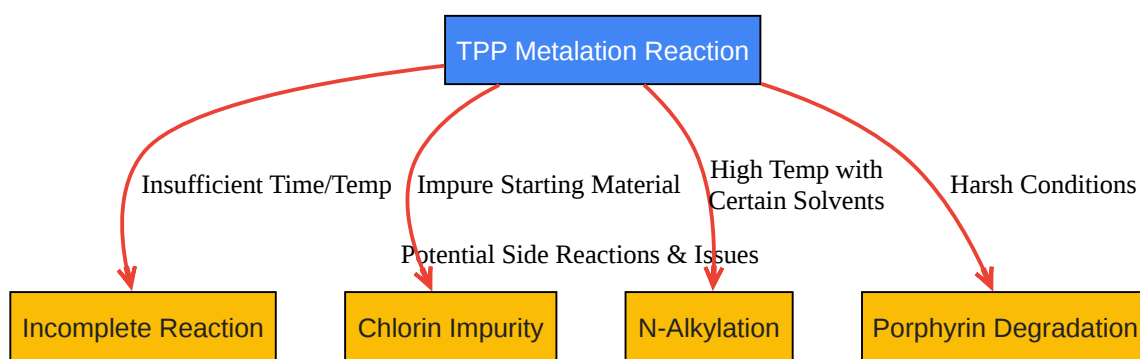 TPP Metalation Reaction
Insufficient Time/Temp
Impure Starting Material
High Temp with
Certain Solvents
Harsh Conditions
Potential Side Reactions & Issues
Incomplete Reaction
Chlorin Impurity
N-Alkylation
Porphyrin Degradation